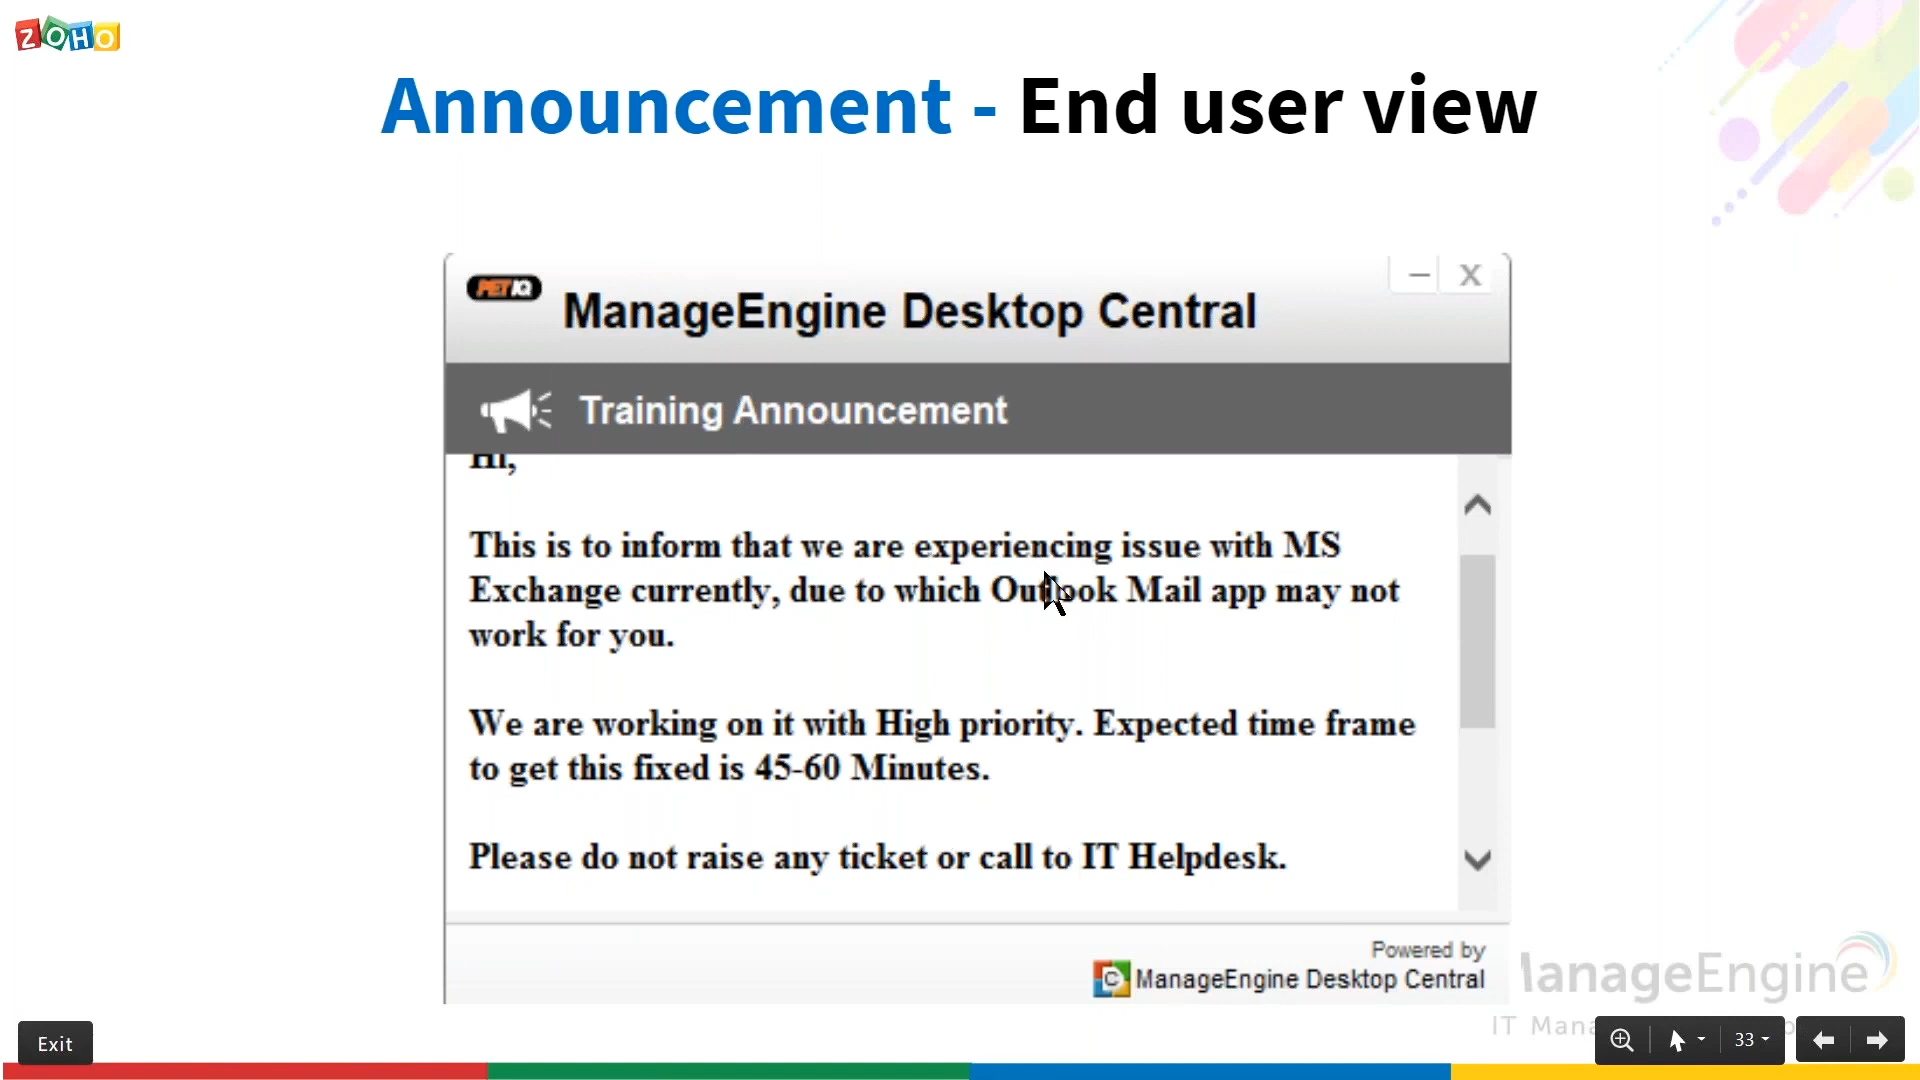 ZOHO
Announcement - End user view
PETIQ
ManageEngine Desktop Central
– X
Training Announcement
Hi,
This is to inform that we are experiencing issue with MS
Exchange currently, due to which Outlook Mail app may not
work for you.
We are working on it with High priority. Expected time frame
to get this fixed is 45-60 Minutes.
Please do not raise any ticket or call to IT Helpdesk.
Powered by
ManageEngine Desktop Central
anageEngine
IT Mana
Exit
33